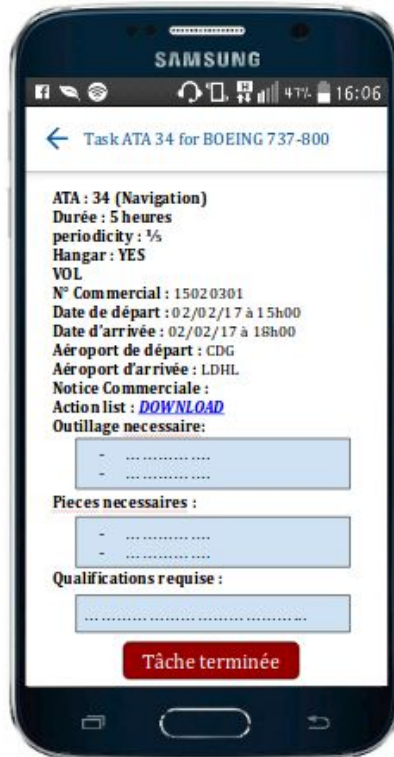 SAMSUNG
47% 16:06
Task ATA 34 for BOEING 737-800
ATA : 34 (Navigation)
Durée : 5 heures
periodicity : ⅕
Hangar : YES
VOL
N° Commercial : 15020301
Date de départ : 02/02/17 à 15h00
Date d'arrivée : 02/02/17 à 18h00
Aéroport de départ : CDG
Aéroport d'arrivée : LDHL
Notice Commerciale :
Action list : DOWNLOAD
Outillage necessaire:
- ...............
- ...............
Pieces necessaires :
- ...............
- ...............
Qualifications requise :
..........................................
Tâche terminée